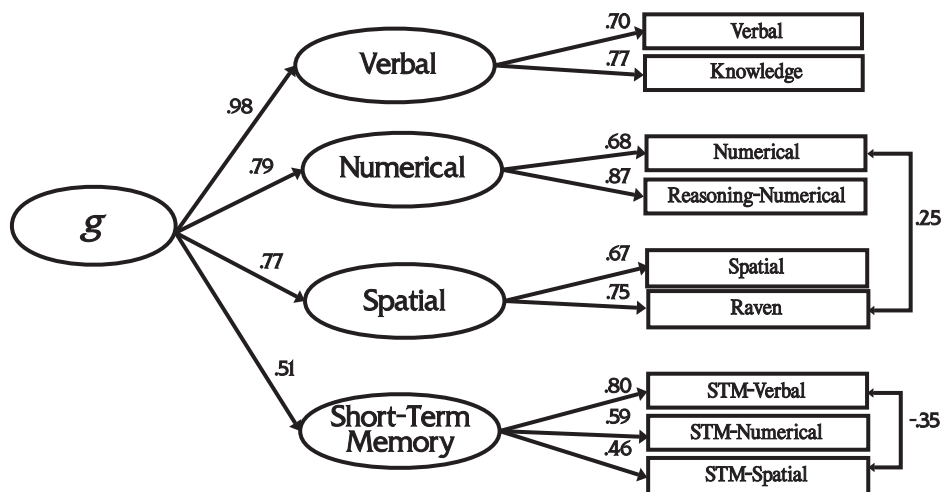 .70
Verbal
Verbal
.77
Knowledge
.98
.68
Numerical
.79
Numerical
.87
Reasoning-Numerical
g
.25
.77
.67
Spatial
Spatial
.75
Raven
.51
.80
STM-Verbal
Short-Term
Memory
.59
STM-Numerical
-.35
.46
STM-Spatial